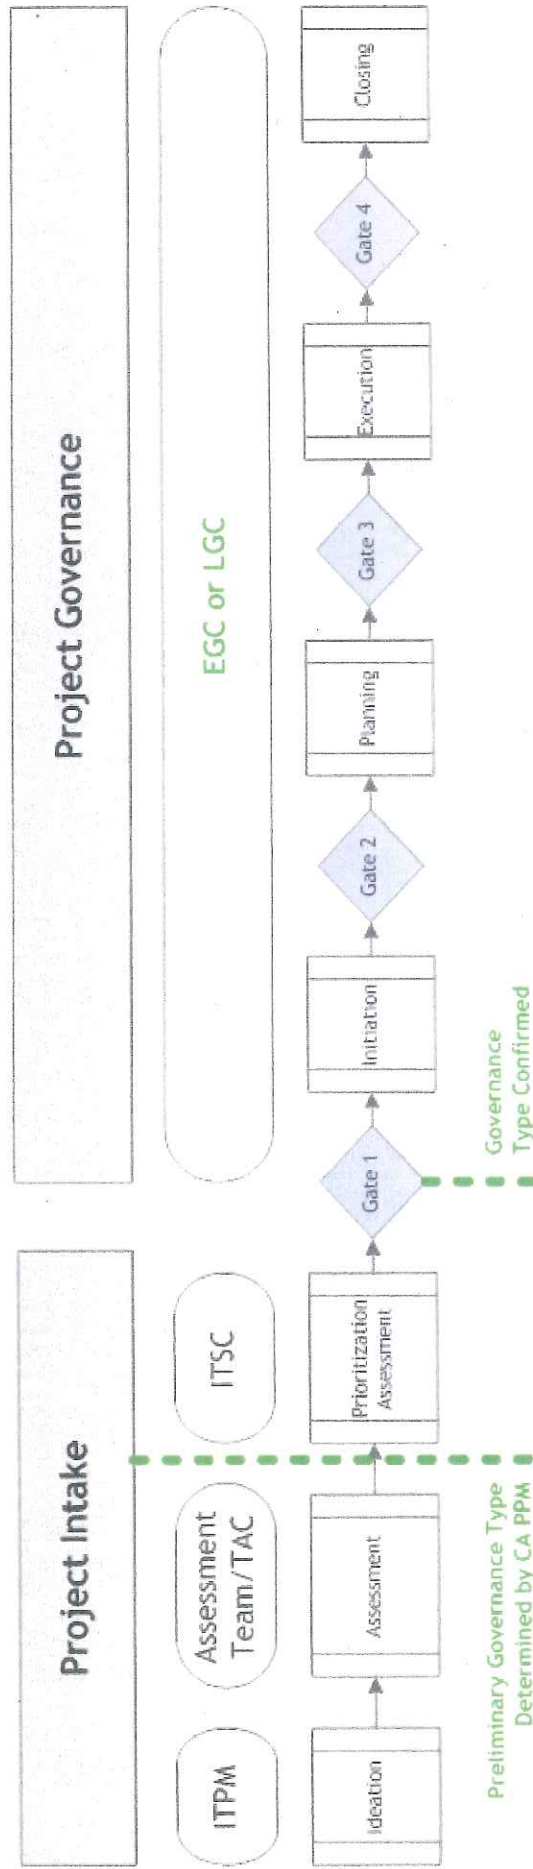 Project Intake
Project Governance
ITPM
Assessment
Team/TAC
ITSC
EGC or LGC
Ideation
Assessment
Prioritization
Assessment
Gate 1
Initiation
Gate 2
Planning
Gate 3
Execution
Gate 4
Closing
Preliminary Governance Type
Determined by CA PPM
Governance
Type Confirmed